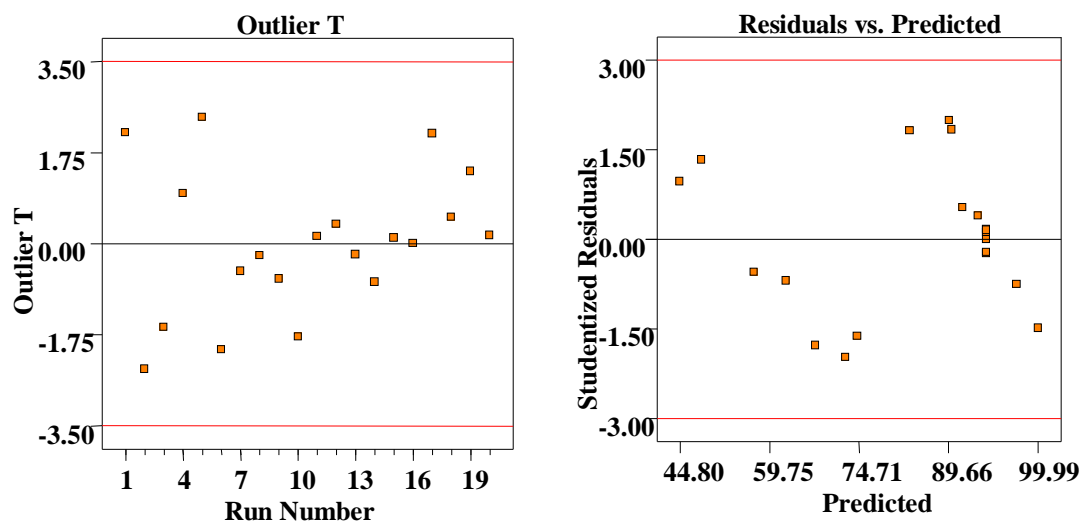 Outlier T
3.50
1.75
0.00
-1.75
-3.50
Outlier T
1 4 7 10 13 16 19
Run Number
Residuals vs. Predicted
3.00
1.50
0.00
-1.50
-3.00
Studentized Residuals
44.80 59.75 74.71 89.66 99.99
Predicted